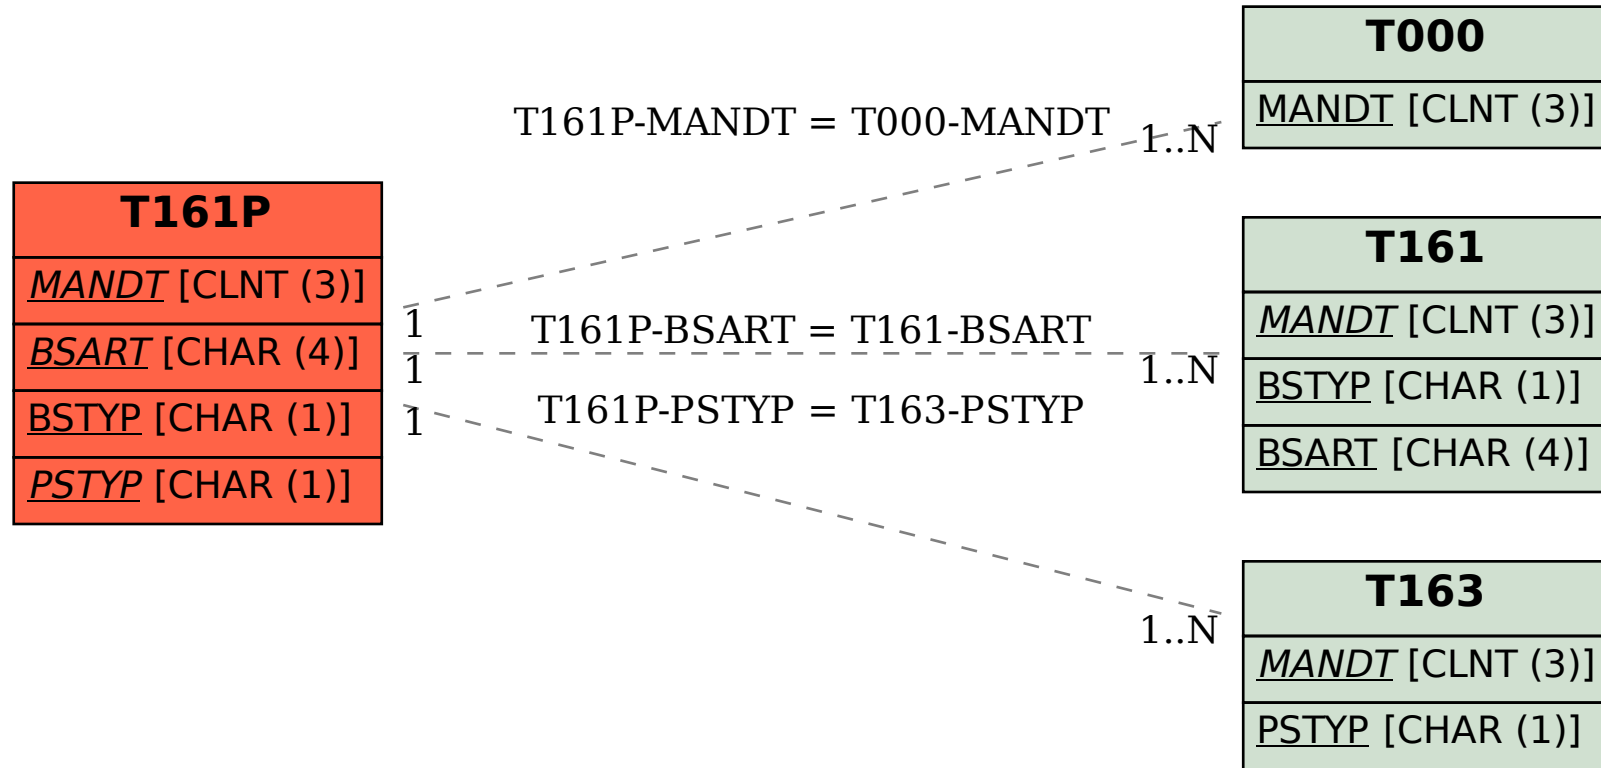 T161P
MANDT [CLNT (3)]
BSART [CHAR (4)]
BSTYP [CHAR (1)]
PSTYP [CHAR (1)]
T161P-MANDT = T000-MANDT
1
1..N
T161P-BSART = T161-BSART
1
1..N
T161P-PSTYP = T163-PSTYP
1
1..N
T000
MANDT [CLNT (3)]
T161
MANDT [CLNT (3)]
BSTYP [CHAR (1)]
BSART [CHAR (4)]
T163
MANDT [CLNT (3)]
PSTYP [CHAR (1)]